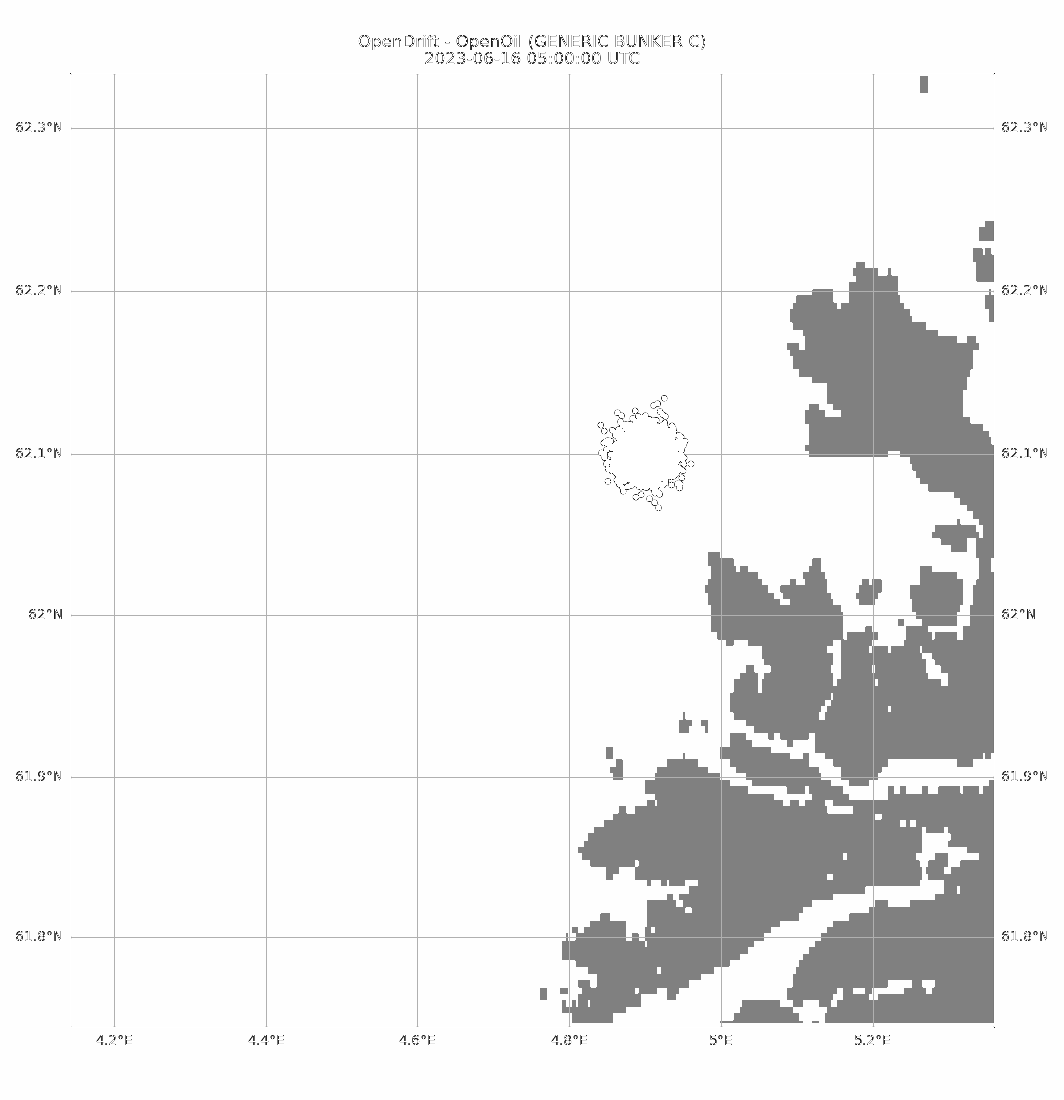 OpenDrift - OpenOil (GENERIC BUNKER C)
2023-06-16 05:00:00 UTC
62.3°N 62.3°N
62.2°N 62.2°N
62.1°N 62.1°N
62°N 62°N
61.9°N 61.9°N
61.8°N 61.8°N
4.2°E 4.4°E 4.6°E 4.8°E 5°E 5.2°E